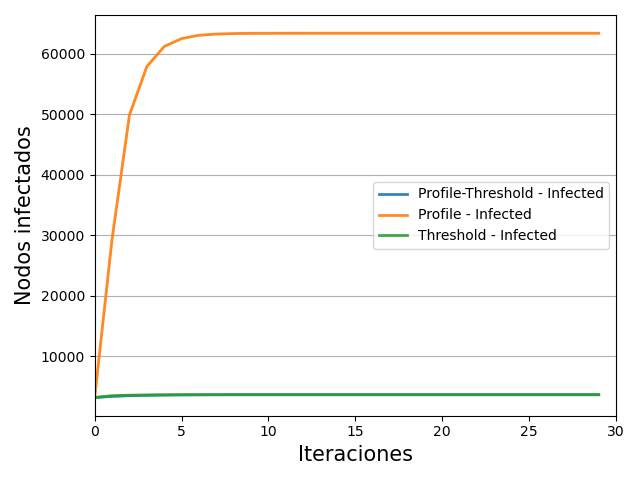 Nodos infectados
60000
50000
40000
30000
20000
10000
Profile-Threshold - Infected
Profile - Infected
Threshold - Infected
0
5
10
15
20
25
30
Iteraciones